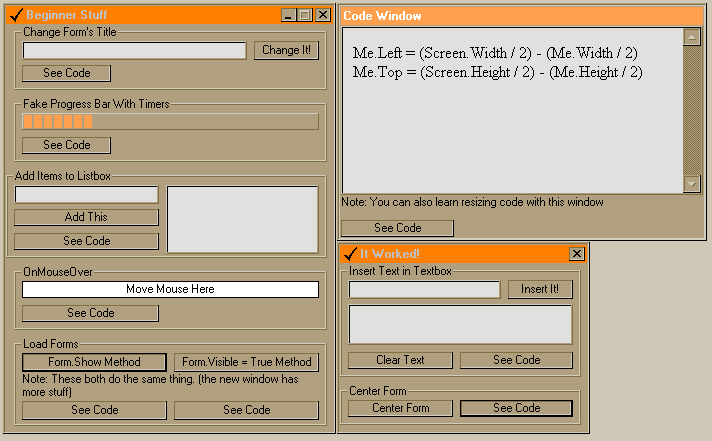 Beginner Stuff
Change Form's Title
Change It!
See Code
Fake Progress Bar With Timers
See Code
Add Items to Listbox
Add This
See Code
OnMouseOver
Move Mouse Here
See Code
Load Forms
Form.Show Method
Form.Visible = True Method
Note: These both do the same thing. (the new window has
more stuff)
See Code
See Code
Code Window
Me.Left = (Screen.Width / 2) - (Me.Width / 2)
Me.Top = (Screen.Height / 2) - (Me.Height / 2)
Note: You can also learn resizing code with this window
See Code
It Worked!
Insert Text in Textbox
Insert It!
Clear Text
See Code
Center Form
Center Form
See Code